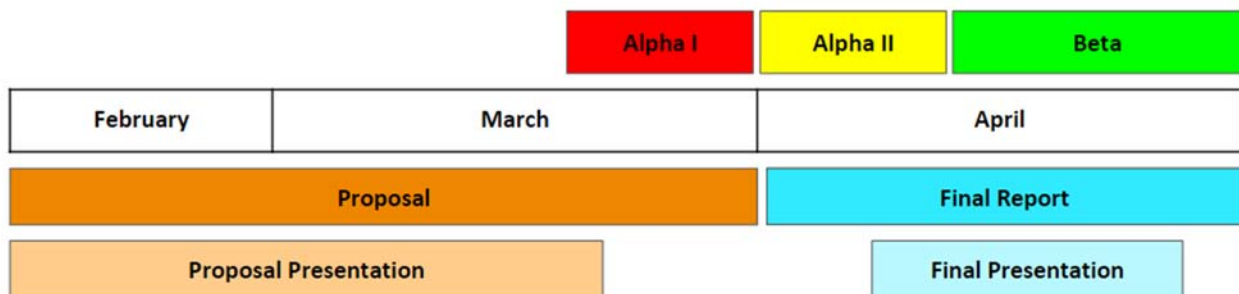 Alpha I Alpha II Beta
February March April
Proposal Final Report
Proposal Presentation Final Presentation